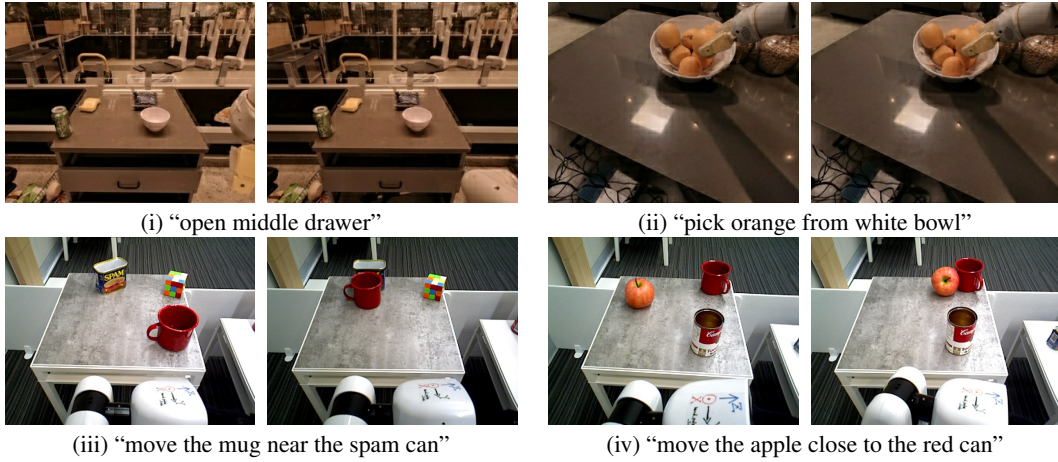 (i) “open middle drawer”
(ii) “pick orange from white bowl”
SPAM
(iii) “move the mug near the spam can”
(iv) “move the apple close to the red can”